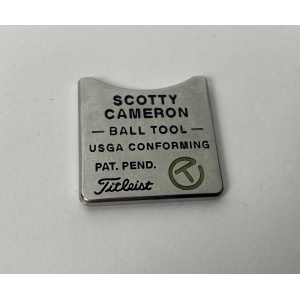 SCOTTY
CAMERON
— BALL TOOL —
USGA CONFORMING
PAT. PEND.
Titleist